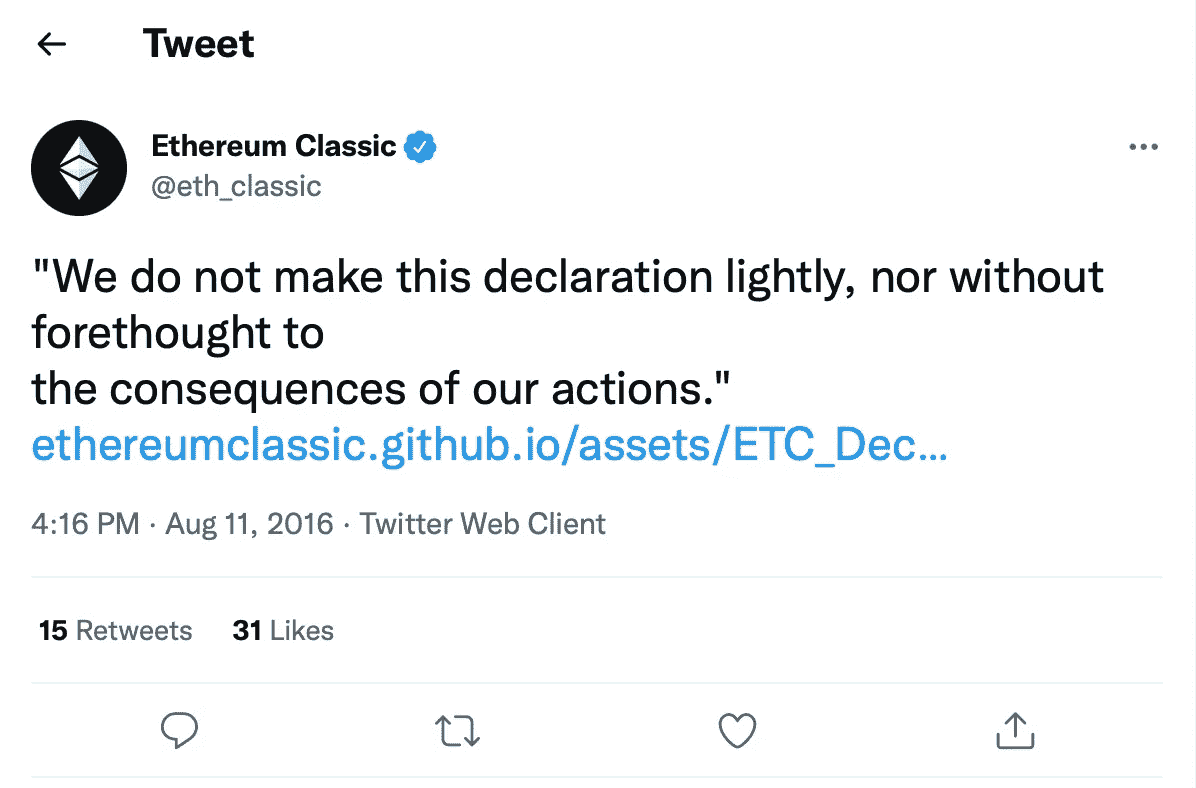 Tweet
Ethereum Classic
@eth_classic
"We do not make this declaration lightly, nor without
forethought to
the consequences of our actions."
ethereumclassic.github.io/assets/ETC_Dec...
4:16 PM · Aug 11, 2016 · Twitter Web Client
15 Retweets 31 Likes